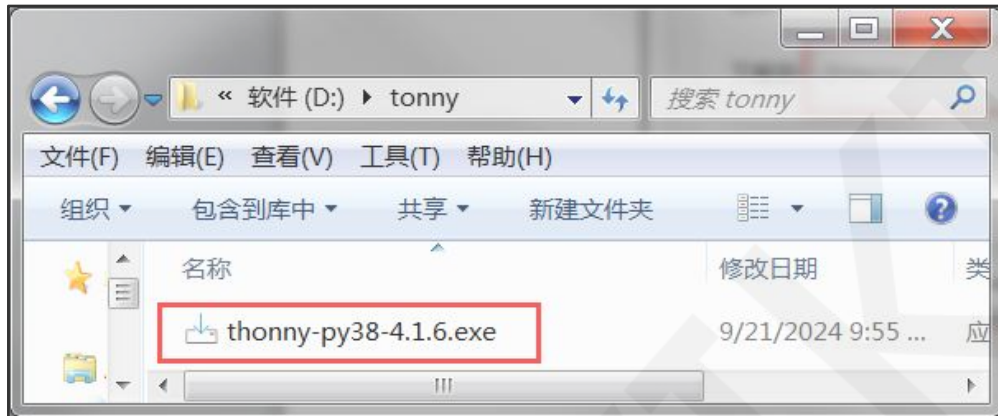 « 软件 (D:) ▸ tonny 搜索 tonny
文件(F) 编辑(E) 查看(V) 工具(T) 帮助(H)
组织 包含到库中 共享 新建文件夹
名称 修改日期 类
thonny-py38-4.1.6.exe 9/21/2024 9:55 ... 应